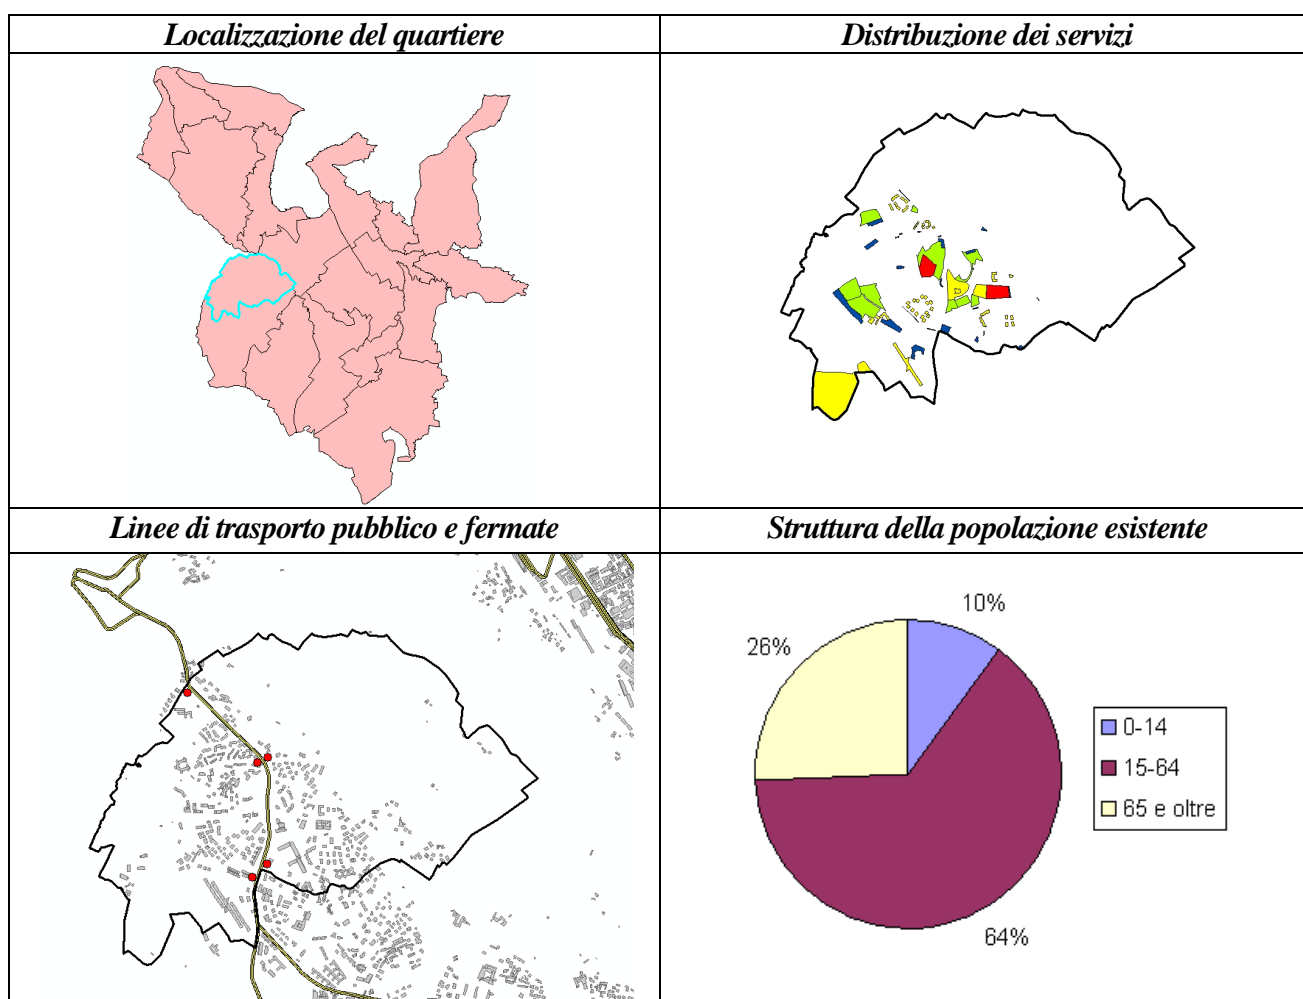 Localizzazione del quartiere
Distribuzione dei servizi
Linee di trasporto pubblico e fermate
Struttura della popolazione esistente
10%
26%
0-14
15-64
65 e oltre
64%